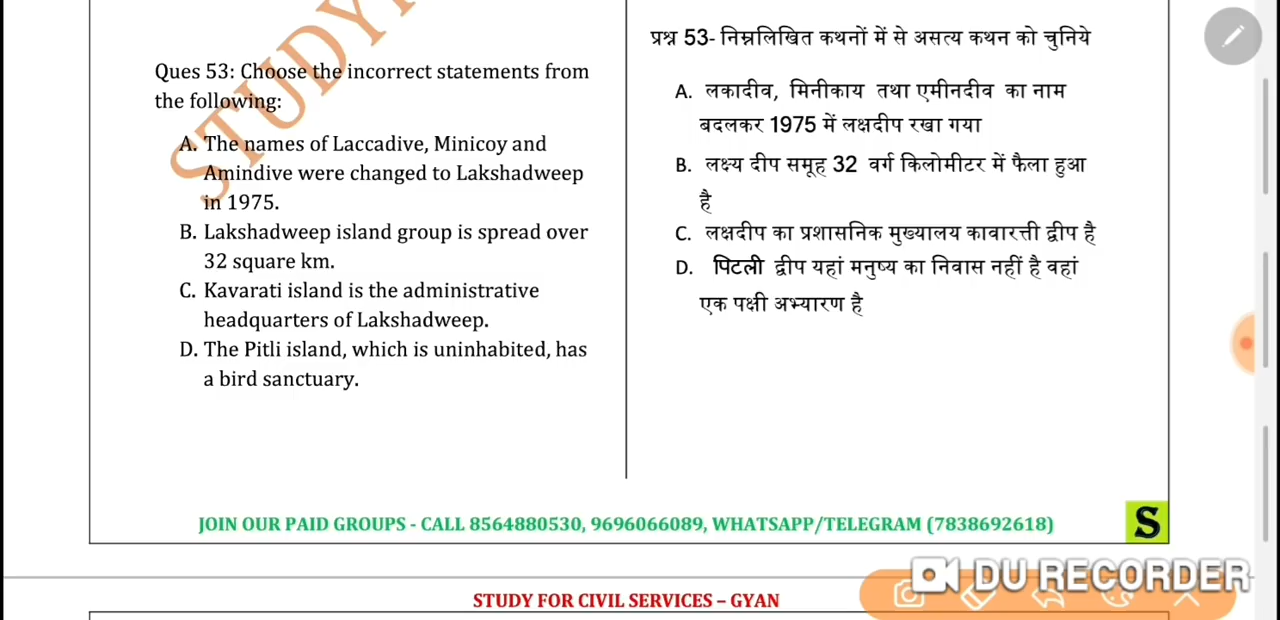 STUDY
Ques 53: Choose the incorrect statements from
the following:
A. The names of Laccadive, Minicoy and
Amindive were changed to Lakshadweep
in 1975.
B. Lakshadweep island group is spread over
32 square km.
C. Kavarati island is the administrative
headquarters of Lakshadweep.
D. The Pitli island, which is uninhabited, has
a bird sanctuary.
प्रश्न 53- निम्नलिखित कथनों में से असत्य कथन को चुनिये
A. लकादीव, मिनीकाय तथा एमीनदीव का नाम
बदलकर 1975 में लक्षदीप रखा गया
B. लक्ष्य दीप समूह 32 वर्ग किलोमीटर में फैला हुआ
है
C. लक्षदीप का प्रशासनिक मुख्यालय कावारत्ती द्वीप है
D. पिटली द्वीप यहां मनुष्य का निवास नहीं है वहां
एक पक्षी अभ्यारण है
JOIN OUR PAID GROUPS - CALL 8564880530, 9696066089, WHATSAPP/TELEGRAM (7838692618)
S
DU RECORDER
STUDY FOR CIVIL SERVICES – GYAN